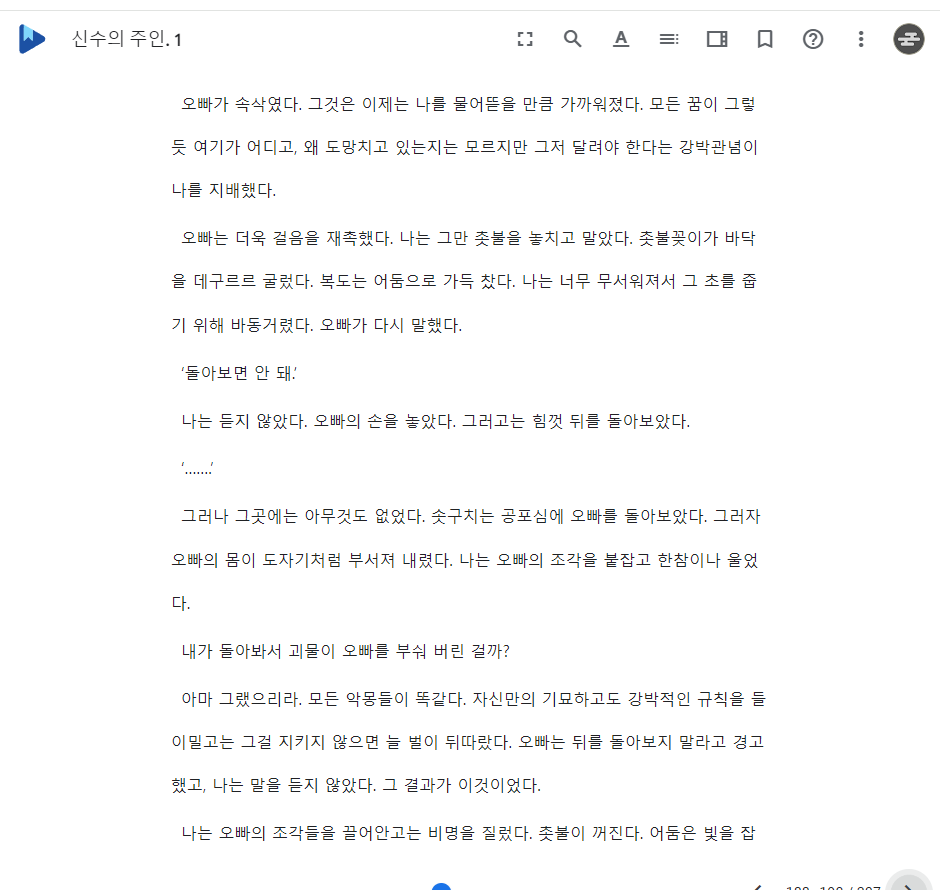 신수의 주인. 1
오빠가 속삭였다. 그것은 이제는 나를 물어뜯을 만큼 가까워졌다. 모든 꿈이 그렇
듯 여기가 어디고, 왜 도망치고 있는지는 모르지만 그저 달려야 한다는 강박관념이
나를 지배했다.
오빠는 더욱 걸음을 재촉했다. 나는 그만 촛불을 놓치고 말았다. 촛불꽂이가 바닥
을 데구르르 굴렀다. 복도는 어둠으로 가득 찼다. 나는 너무 무서워져서 그 초를 줍
기 위해 바동거렸다. 오빠가 다시 말했다.
‘돌아보면 안 돼.’
나는 듣지 않았다. 오빠의 손을 놓았다. 그러고는 힘껏 뒤를 돌아보았다.
‘…….’
그러나 그곳에는 아무것도 없었다. 솟구치는 공포심에 오빠를 돌아보았다. 그러자
오빠의 몸이 도자기처럼 부서져 내렸다. 나는 오빠의 조각을 붙잡고 한참이나 울었
다.
내가 돌아봐서 괴물이 오빠를 부숴 버린 걸까?
아마 그랬으리라. 모든 악몽들이 똑같다. 자신만의 기묘하고도 강박적인 규칙을 들
이밀고는 그걸 지키지 않으면 늘 벌이 뒤따랐다. 오빠는 뒤를 돌아보지 말라고 경고
했고, 나는 말을 듣지 않았다. 그 결과가 이것이었다.
나는 오빠의 조각들을 끌어안고는 비명을 질렀다. 촛불이 꺼진다. 어둠은 빛을 잡